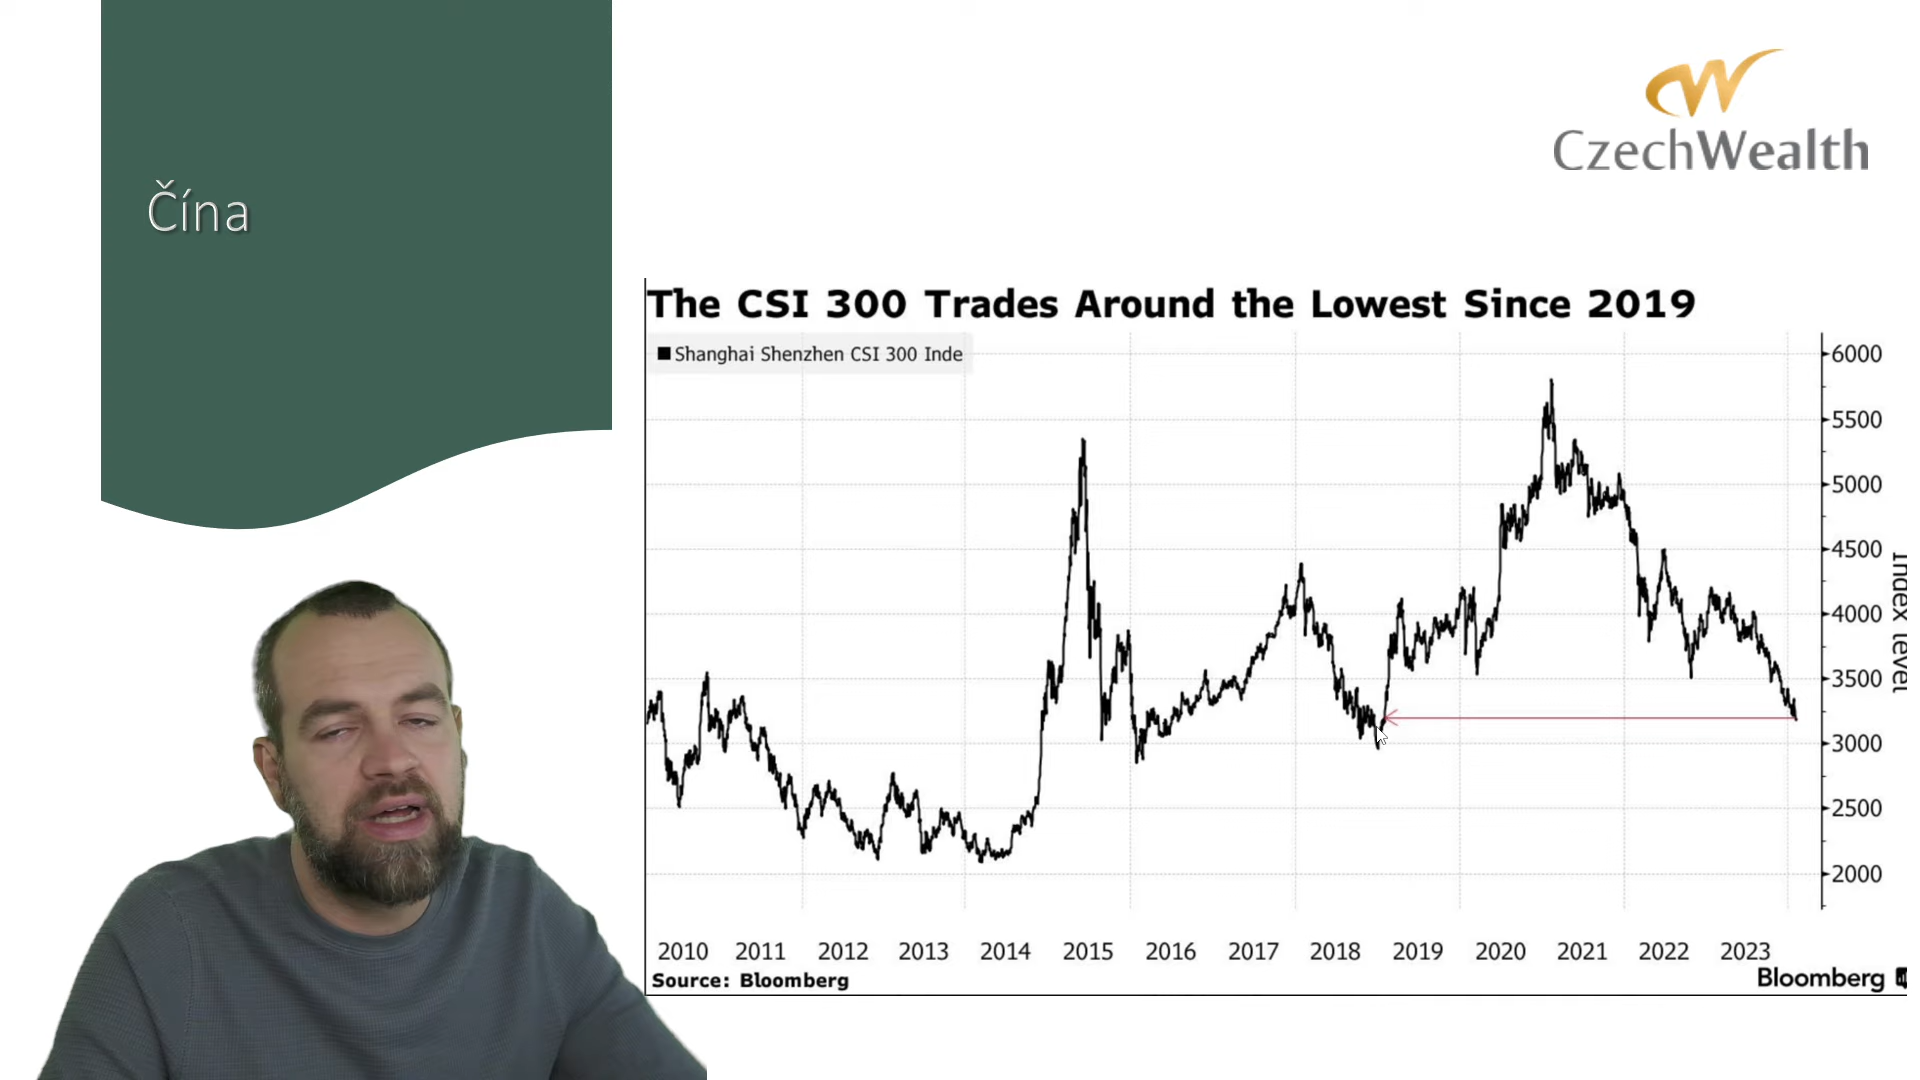 CzechWealth
Čína
The CSI 300 Trades Around the Lowest Since 2019
Shanghai Shenzhen CSI 300 Inde
6000
5500
5000
4500
4000
3500
3000
2500
2000
Index level
2010 2011 2012 2013 2014 2015 2016 2017 2018 2019 2020 2021 2022 2023
Source: Bloomberg
Bloomberg